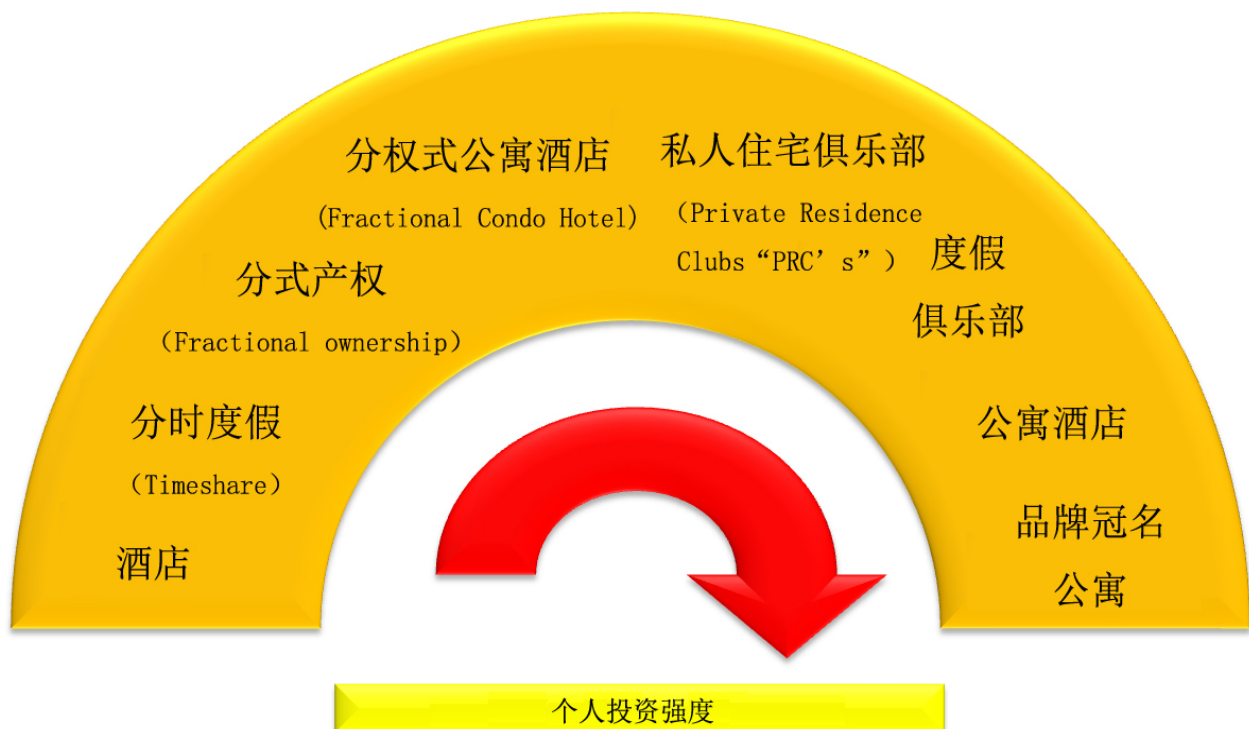 酒店
分时度假
（Timeshare）
分式产权
（Fractional ownership）
分权式公寓酒店
(Fractional Condo Hotel)
私人住宅俱乐部
（Private Residence
Clubs“PRC’s”）
度假
俱乐部
公寓酒店
品牌冠名
公寓
个人投资强度